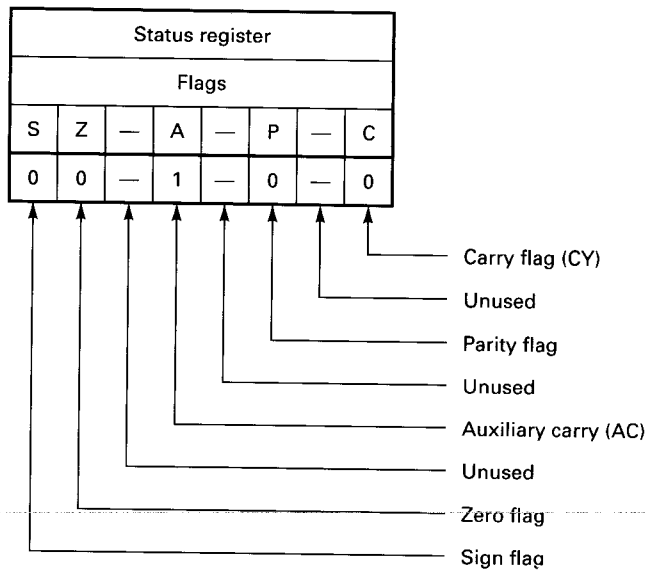 Status register
Flags
S Z — A — P — C
0 0 — 1 — 0 — 0
Carry flag (CY)
Unused
Parity flag
Unused
Auxiliary carry (AC)
Unused
Zero flag
Sign flag